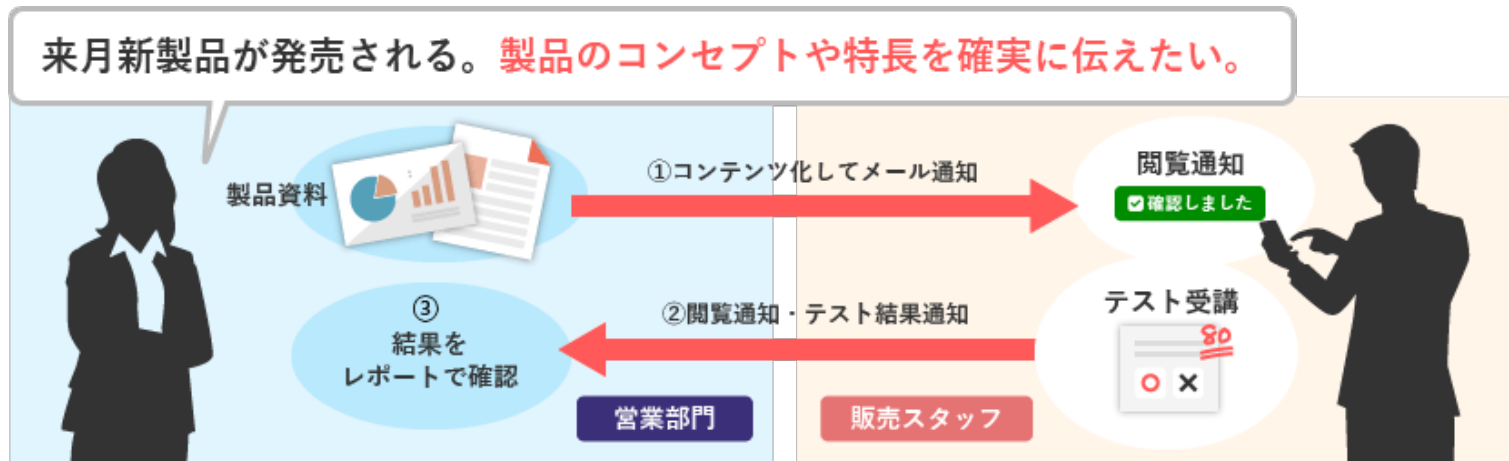 来月新製品が発売される。製品のコンセプトや特長を確実に伝えたい。
製品資料
①コンテンツ化してメール通知
閲覧通知
確認しました
②閲覧通知・テスト結果通知
テスト受講
80
③
結果を
レポートで確認
営業部門
販売スタッフ